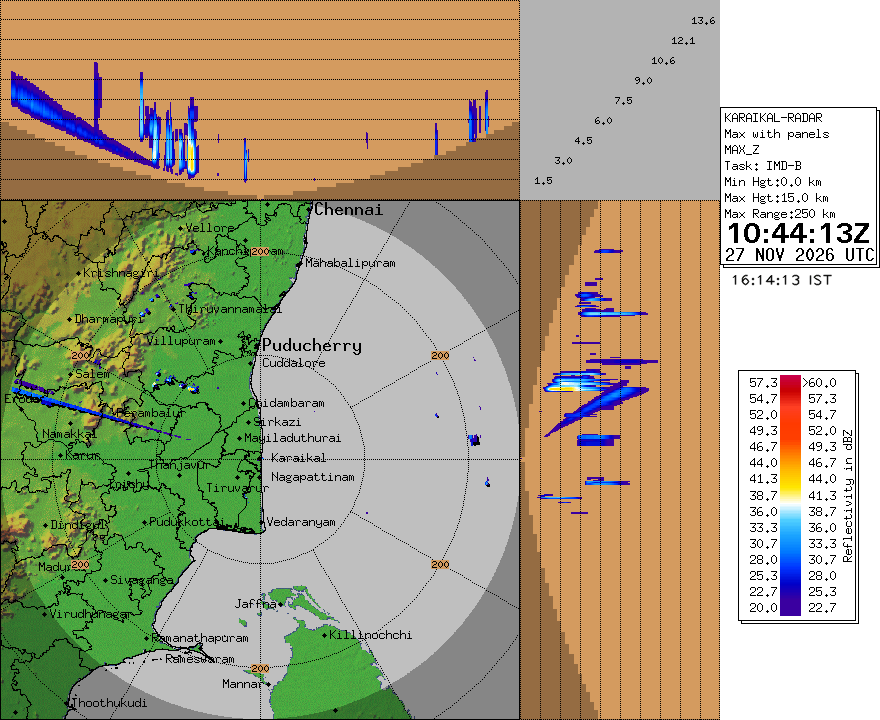 13.6
12.1
10.6
9.0
7.5
6.0
4.5
3.0
1.5
KARAIKAL-RADAR
Max with panels
MAX_Z
Task: IMD-B
Min Hgt:0.0 km
Max Hgt:15.0 km
Max Range:250 km
10:44:13Z
27 NOV 2026 UTC
16:14:13 IST
Chennai
Vellore
200
Mahabalipuram
Krishnagiri
Tiruvannamalai
Dharmapuri
Villupuram
Puducherry
200
200
Cuddalore
Salem
Chidambaram
Perambalur
Sirkazi
Namakkal
Mayiladuthurai
Karur
Karaikal
Thanjavur
Nagapattinam
Tiruvarur
Dindigul
Pudukkottai
Vedaranyam
200
200
Sivaganga
Jaffna
Virudhunagar
Ramanathapuram
Killinochchi
Rameswaram
200
Mannar
Thoothukudi
57.3 >60.0
54.7 57.3
52.0 54.7
49.3 52.0
46.7 49.3
44.0 46.7
41.3 44.0
38.7 41.3
36.0 38.7
33.3 36.0
30.7 33.3
28.0 30.7
25.3 28.0
22.7 25.3
20.0 22.7
Reflectivity in dBZ